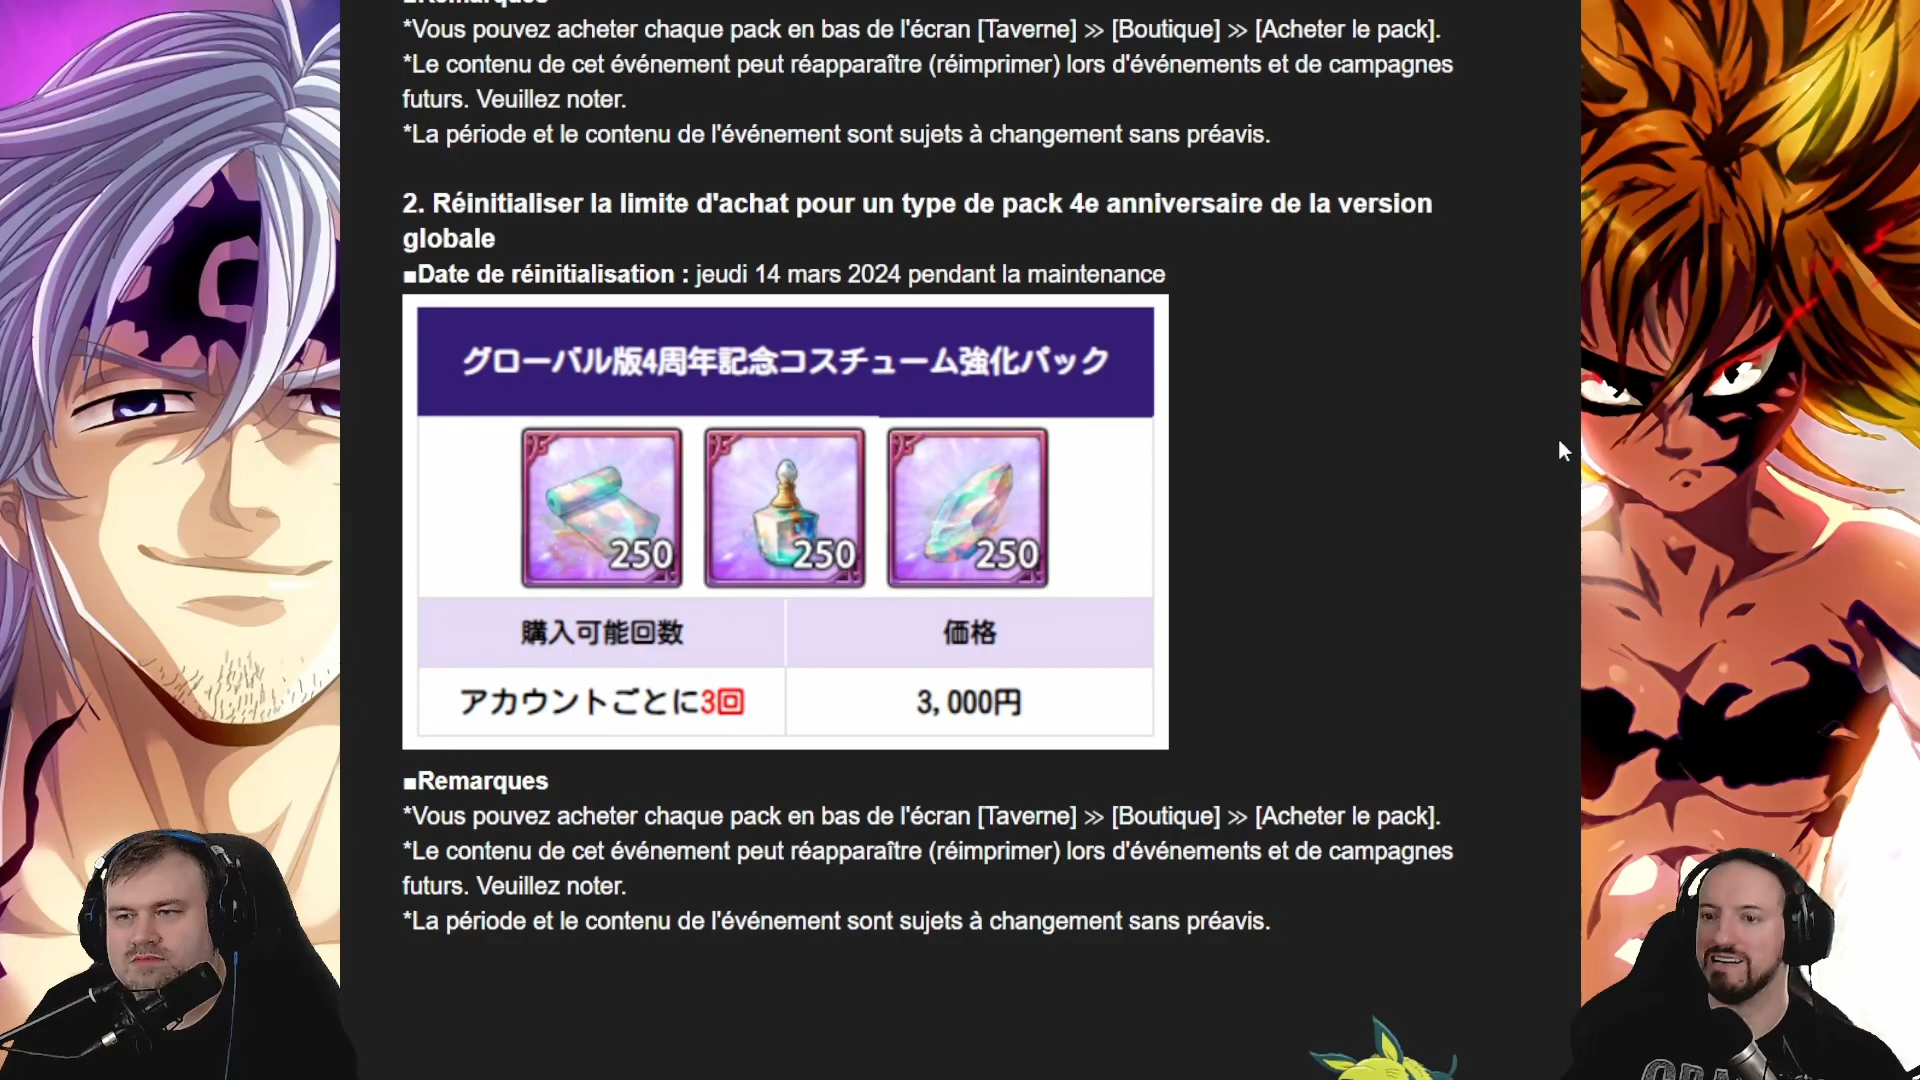 *Vous pouvez acheter chaque pack en bas de l'écran [Taverne] >> [Boutique] >> [Acheter le pack].
*Le contenu de cet événement peut réapparaître (réimprimer) lors d'événements et de campagnes
futurs. Veuillez noter.
*La période et le contenu de l'événement sont sujets à changement sans préavis.
2. Réinitialiser la limite d'achat pour un type de pack 4e anniversaire de la version
globale
■Date de réinitialisation : jeudi 14 mars 2024 pendant la maintenance
グローバル版4周年記念コスチューム強化パック
250 250 250
購入可能回数 価格
アカウントごとに3回 3,000円
■Remarques
*Vous pouvez acheter chaque pack en bas de l'écran [Taverne] >> [Boutique] >> [Acheter le pack].
*Le contenu de cet événement peut réapparaître (réimprimer) lors d'événements et de campagnes
futurs. Veuillez noter.
*La période et le contenu de l'événement sont sujets à changement sans préavis.